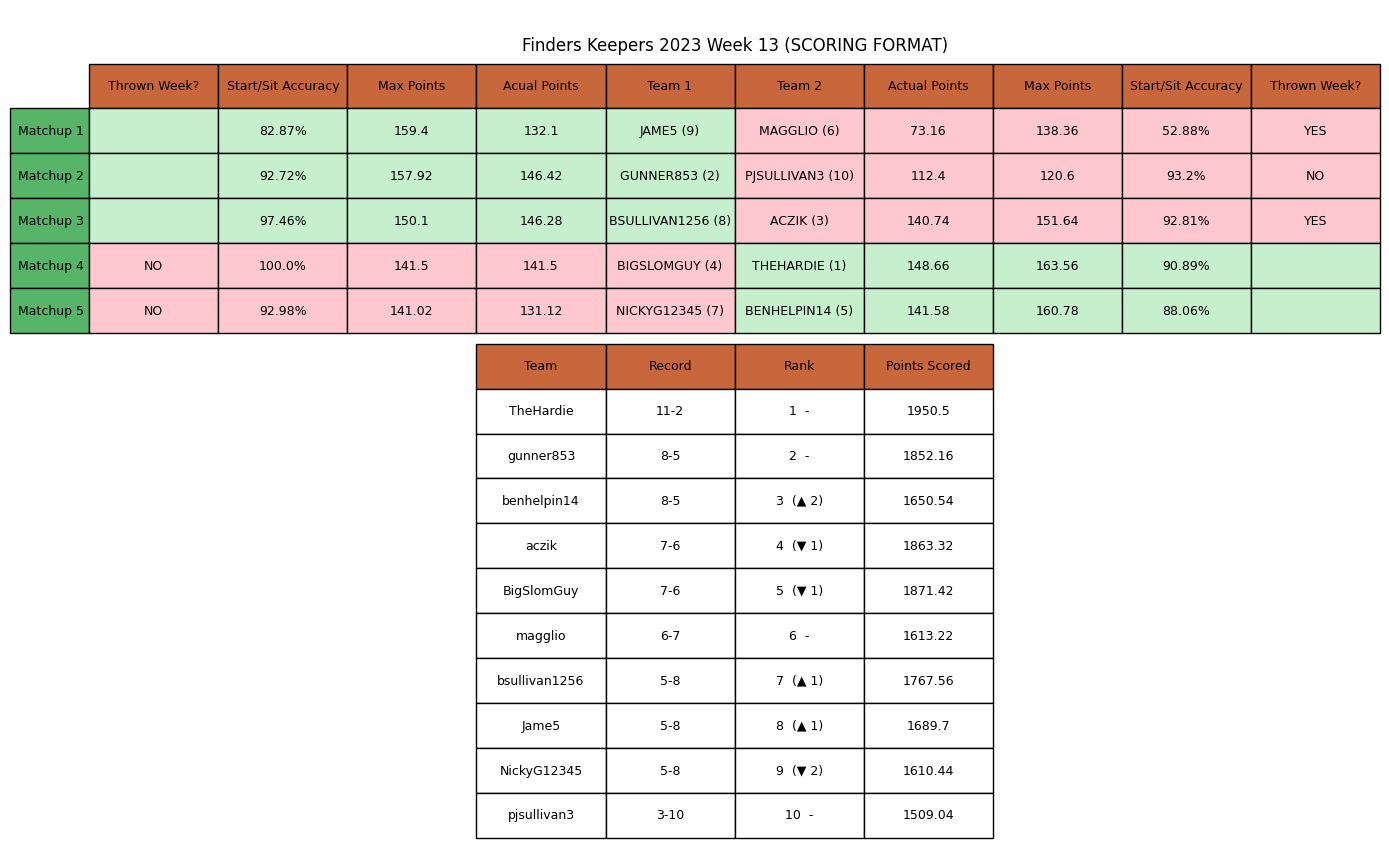 Finders Keepers 2023 Week 13 (SCORING FORMAT)
Thrown Week? Start/Sit Accuracy Max Points Acual Points Team 1 Team 2 Actual Points Max Points Start/Sit Accuracy Thrown Week?
Matchup 1 82.87% 159.4 132.1 JAME5 (9) MAGGLIO (6) 73.16 138.36 52.88% YES
Matchup 2 92.72% 157.92 146.42 GUNNER853 (2) PJSULLIVAN3 (10) 112.4 120.6 93.2% NO
Matchup 3 97.46% 150.1 146.28 BSULLIVAN1256 (8) ACZIK (3) 140.74 151.64 92.81% YES
Matchup 4 NO 100.0% 141.5 141.5 BIGSLOMGUY (4) THEHARDIE (1) 148.66 163.56 90.89%
Matchup 5 NO 92.98% 141.02 131.12 NICKYG12345 (7) BENHELPIN14 (5) 141.58 160.78 88.06%
Team Record Rank Points Scored
TheHardie 11-2 1 - 1950.5
gunner853 8-5 2 - 1852.16
benhelpin14 8-5 3 (▲ 2) 1650.54
aczik 7-6 4 (▼ 1) 1863.32
BigSlomGuy 7-6 5 (▼ 1) 1871.42
magglio 6-7 6 - 1613.22
bsullivan1256 5-8 7 (▲ 1) 1767.56
Jame5 5-8 8 (▲ 1) 1689.7
NickyG12345 5-8 9 (▼ 2) 1610.44
pjsullivan3 3-10 10 - 1509.04